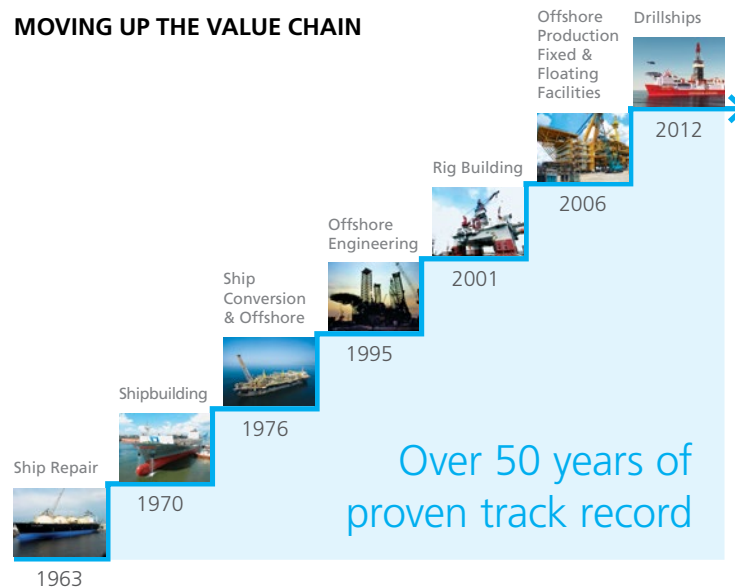 MOVING UP THE VALUE CHAIN
Offshore
Production
Fixed &
Floating
Facilities
Drillships
2012
Rig Building
2006
Offshore
Engineering
2001
Ship
Conversion
& Offshore
1995
Shipbuilding
1976
Ship Repair
1970
1963
Over 50 years of
proven track record